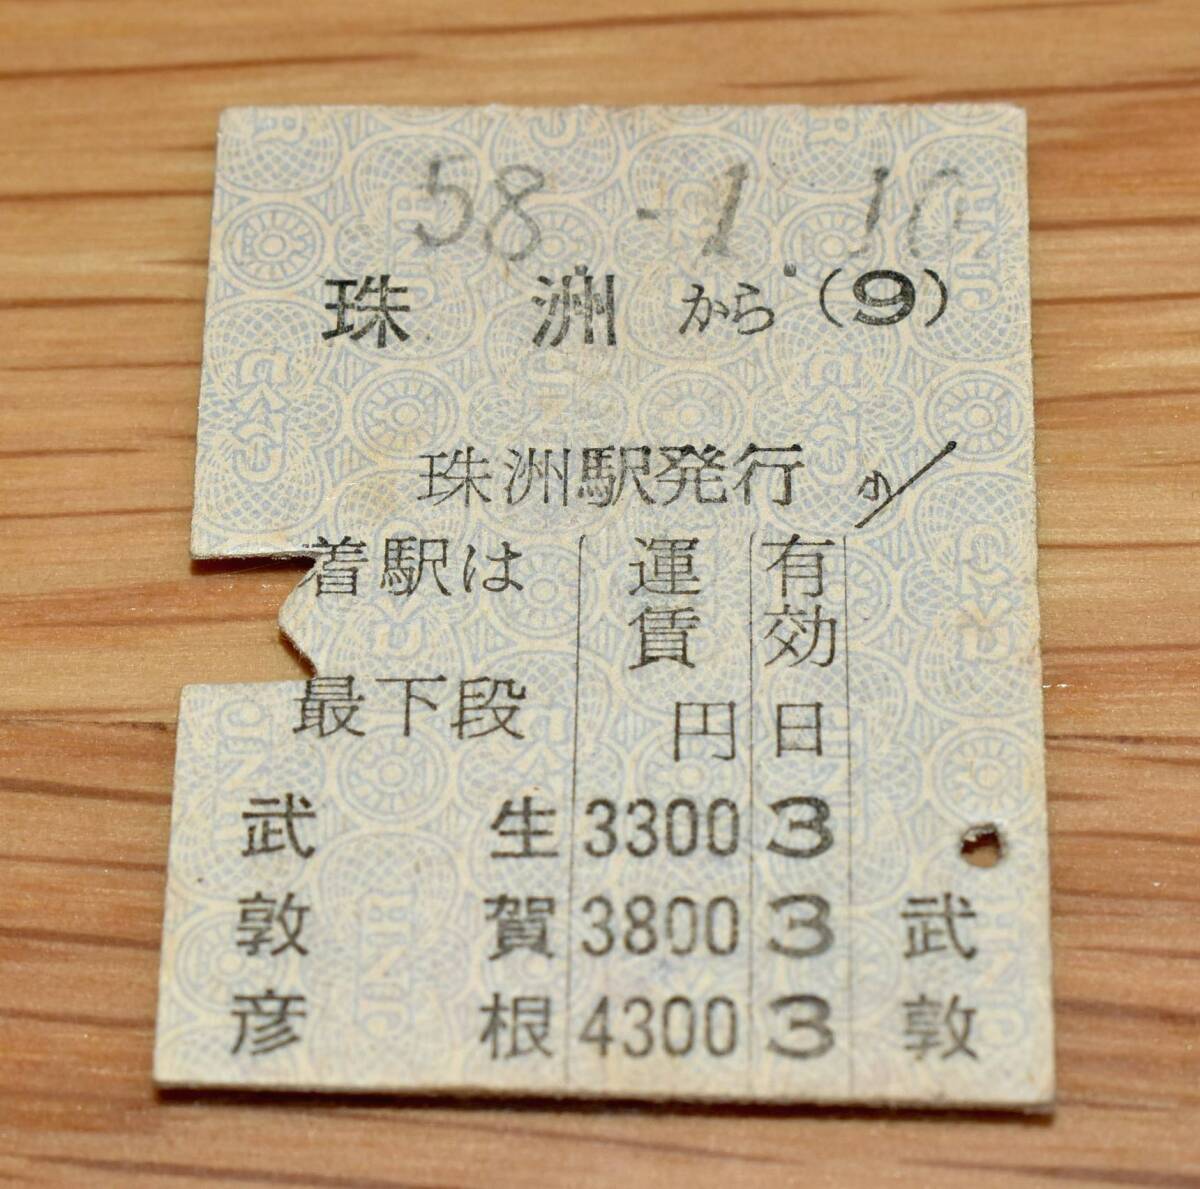 58 -1 10
珠洲から (9)
珠洲駅発行
着駅は 最下段 運賃 円 有効 日
武生 3300 3
敦賀 3800 3 武
彦根 4300 3 敦